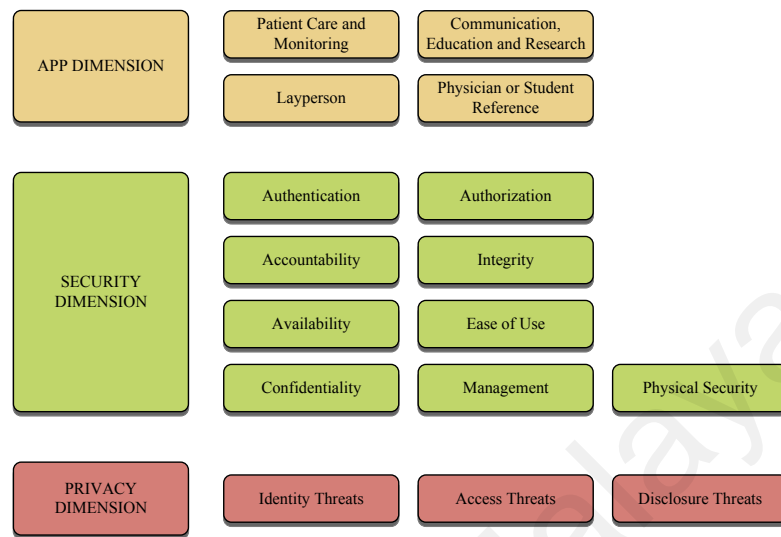 APP DIMENSION
Patient Care and
Monitoring
Communication,
Education and Research
Layperson
Physician or Student
Reference
SECURITY
DIMENSION
Authentication
Authorization
Accountability
Integrity
Availability
Ease of Use
Confidentiality
Management
Physical Security
PRIVACY
DIMENSION
Identity Threats
Access Threats
Disclosure Threats
alaya